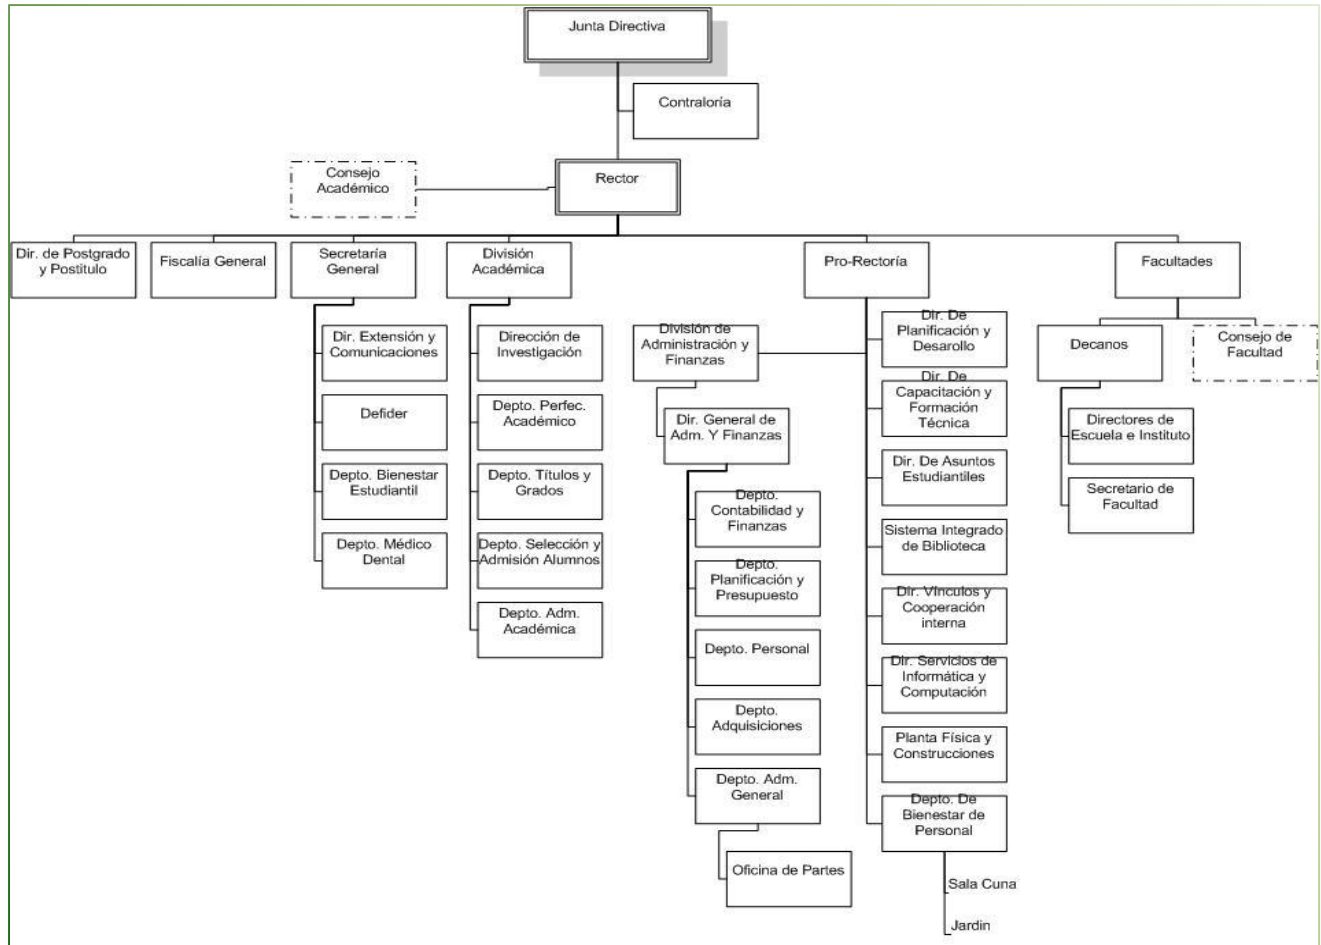 Junta Directiva
Contraloría
Consejo
Académico
Rector
Dir. de Postgrado
y Postitulo
Fiscalía General
Secretaría
General
División
Académica
Pro-Rectoría
Facultades
Dir. Extensión y
Comunicaciones
Defider
Depto. Bienestar
Estudiantil
Depto. Médico
Dental
Dirección de
Investigación
Depto. Perfec.
Académico
Depto. Títulos y
Grados
Depto. Selección y
Admisión Alumnos
Depto. Adm.
Académica
División de
Administración y
Finanzas
Dir. General de
Adm. Y Finanzas
Depto.
Contabilidad y
Finanzas
Depto.
Planificación y
Presupuesto
Depto. Personal
Depto.
Adquisiciones
Depto. Adm.
General
Oficina de Partes
Dir. De
Planificación y
Desarollo
Dir. De
Capacitación y
Formación
Técnica
Dir. De Asuntos
Estudiantiles
Sistema Integrado
de Biblioteca
Dir. Vínculos y
Cooperación
interna
Dir. Servicios de
Informática y
Computación
Planta Física y
Construcciones
Depto. De
Bienestar de
Personal
Sala Cuna
Jardin
Decanos
Consejo de
Facultad
Directores de
Escuela e Instituto
Secretario de
Facultad